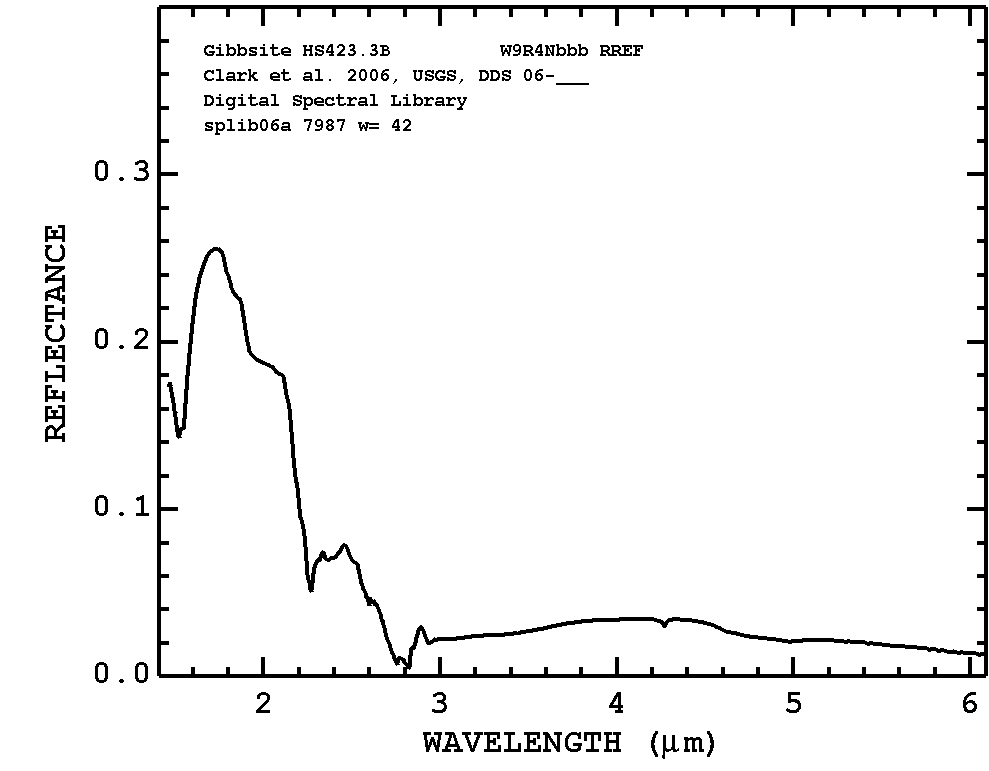 Gibbsite HS423.3B W9R4Nbbb RREF
Clark et al. 2006, USGS, DDS 06-___
Digital Spectral Library
splib06a 7987 w= 42
0.3
0.2
0.1
0.0
REFLECTANCE
2 3 4 5 6
WAVELENGTH (μm)